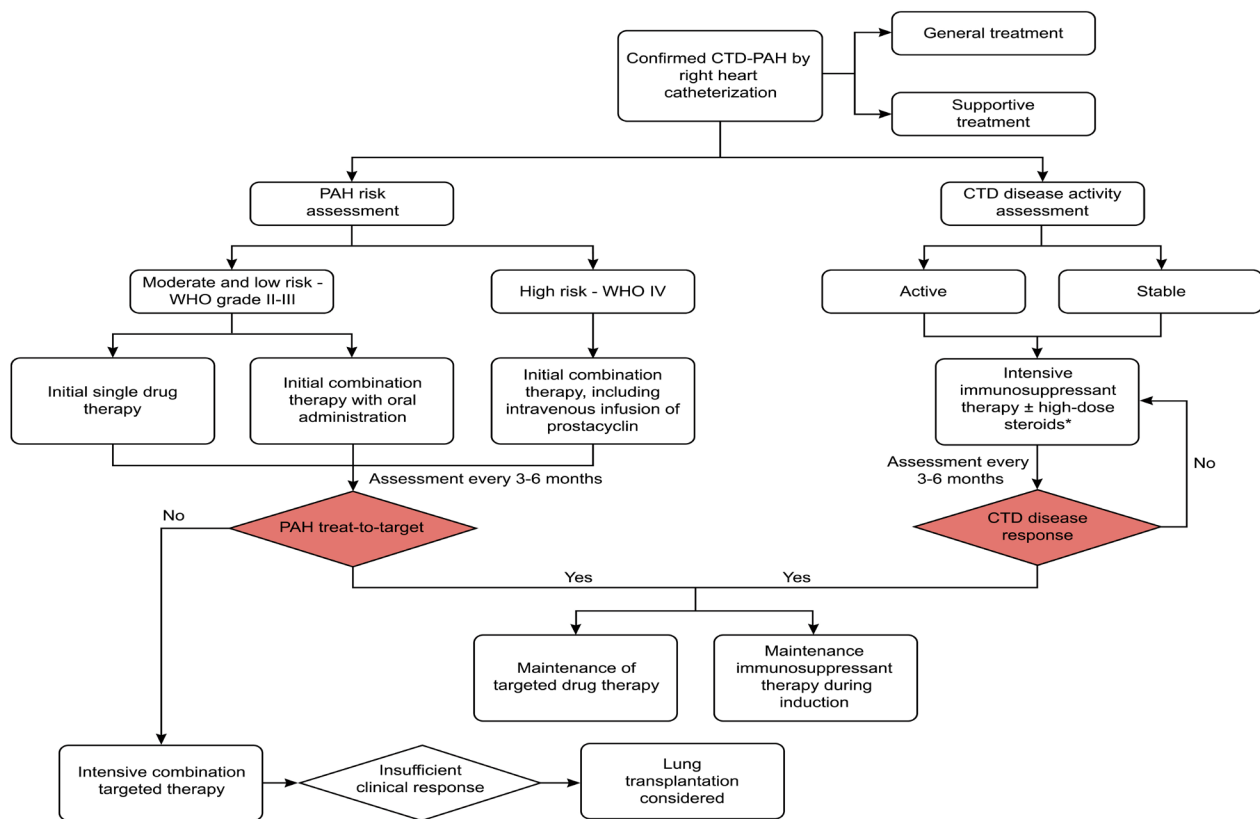 General treatment
Confirmed CTD-PAH by
right heart
catheterization
Supportive
treatment
PAH risk
assessment
CTD disease activity
assessment
Moderate and low risk -
WHO grade II-III
High risk - WHO IV
Active
Stable
Initial single drug
therapy
Initial combination
therapy with oral
administration
Initial combination
therapy, including
intravenous infusion of
prostacyclin
Intensive
immunosuppressant
therapy ± high-dose
steroids*
Assessment every 3-6 months
Assessment every
3-6 months
No
No
PAH treat-to-target
CTD disease
response
Yes
Yes
Maintenance of
targeted drug therapy
Maintenance
immunosuppressant
therapy during
induction
Intensive combination
targeted therapy
Insufficient
clinical response
Lung
transplantation
considered